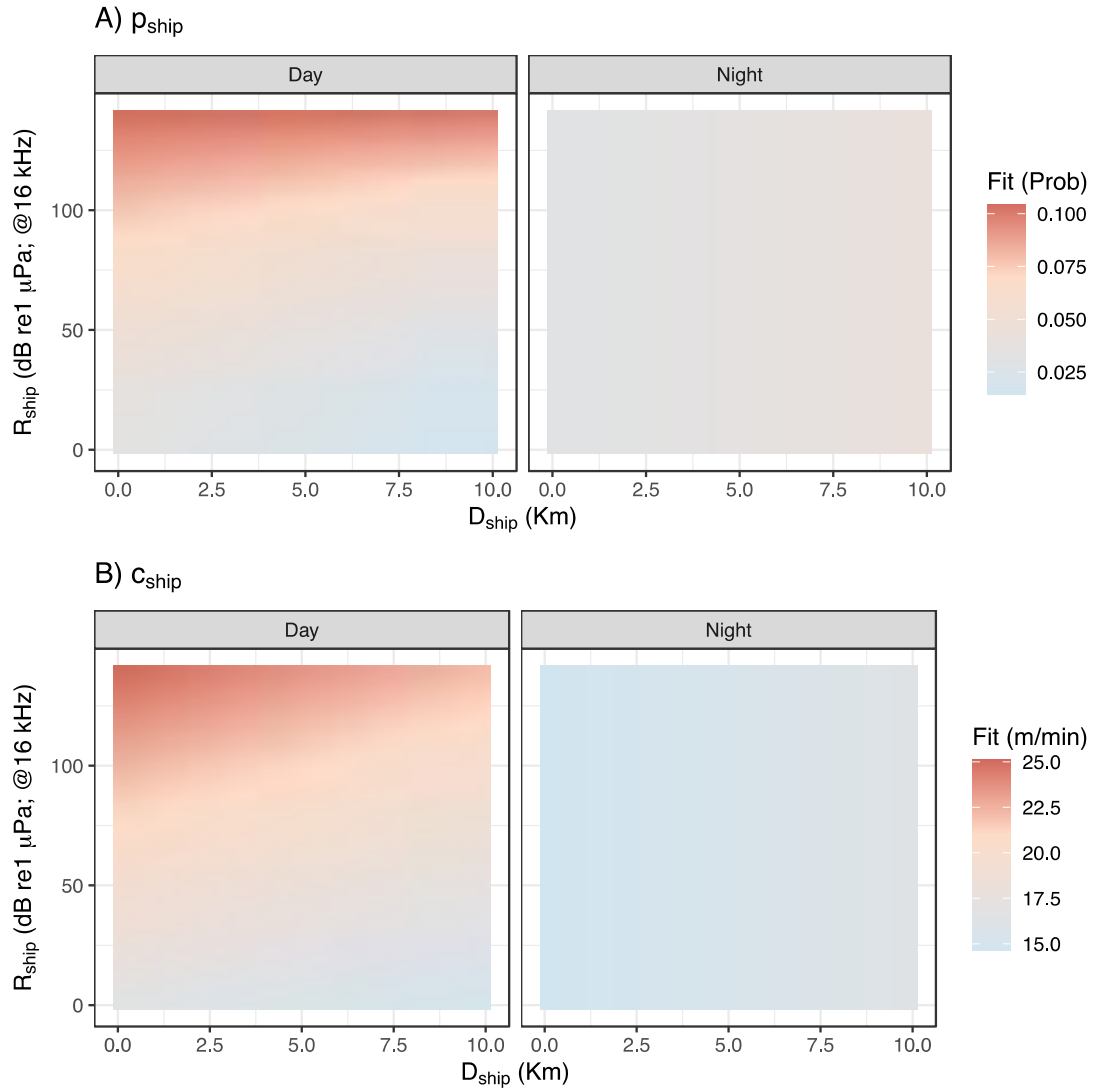 A) pship
Day Night
Rship (dB re1 μPa; @16 kHz)
100
50
0
0.0 2.5 5.0 7.5 10.0 0.0 2.5 5.0 7.5 10.0
Dship (Km)
Fit (Prob)
0.100
0.075
0.050
0.025
B) cship
Day Night
Rship (dB re1 μPa; @16 kHz)
100
50
0
0.0 2.5 5.0 7.5 10.0 0.0 2.5 5.0 7.5 10.0
Dship (Km)
Fit (m/min)
25.0
22.5
20.0
17.5
15.0